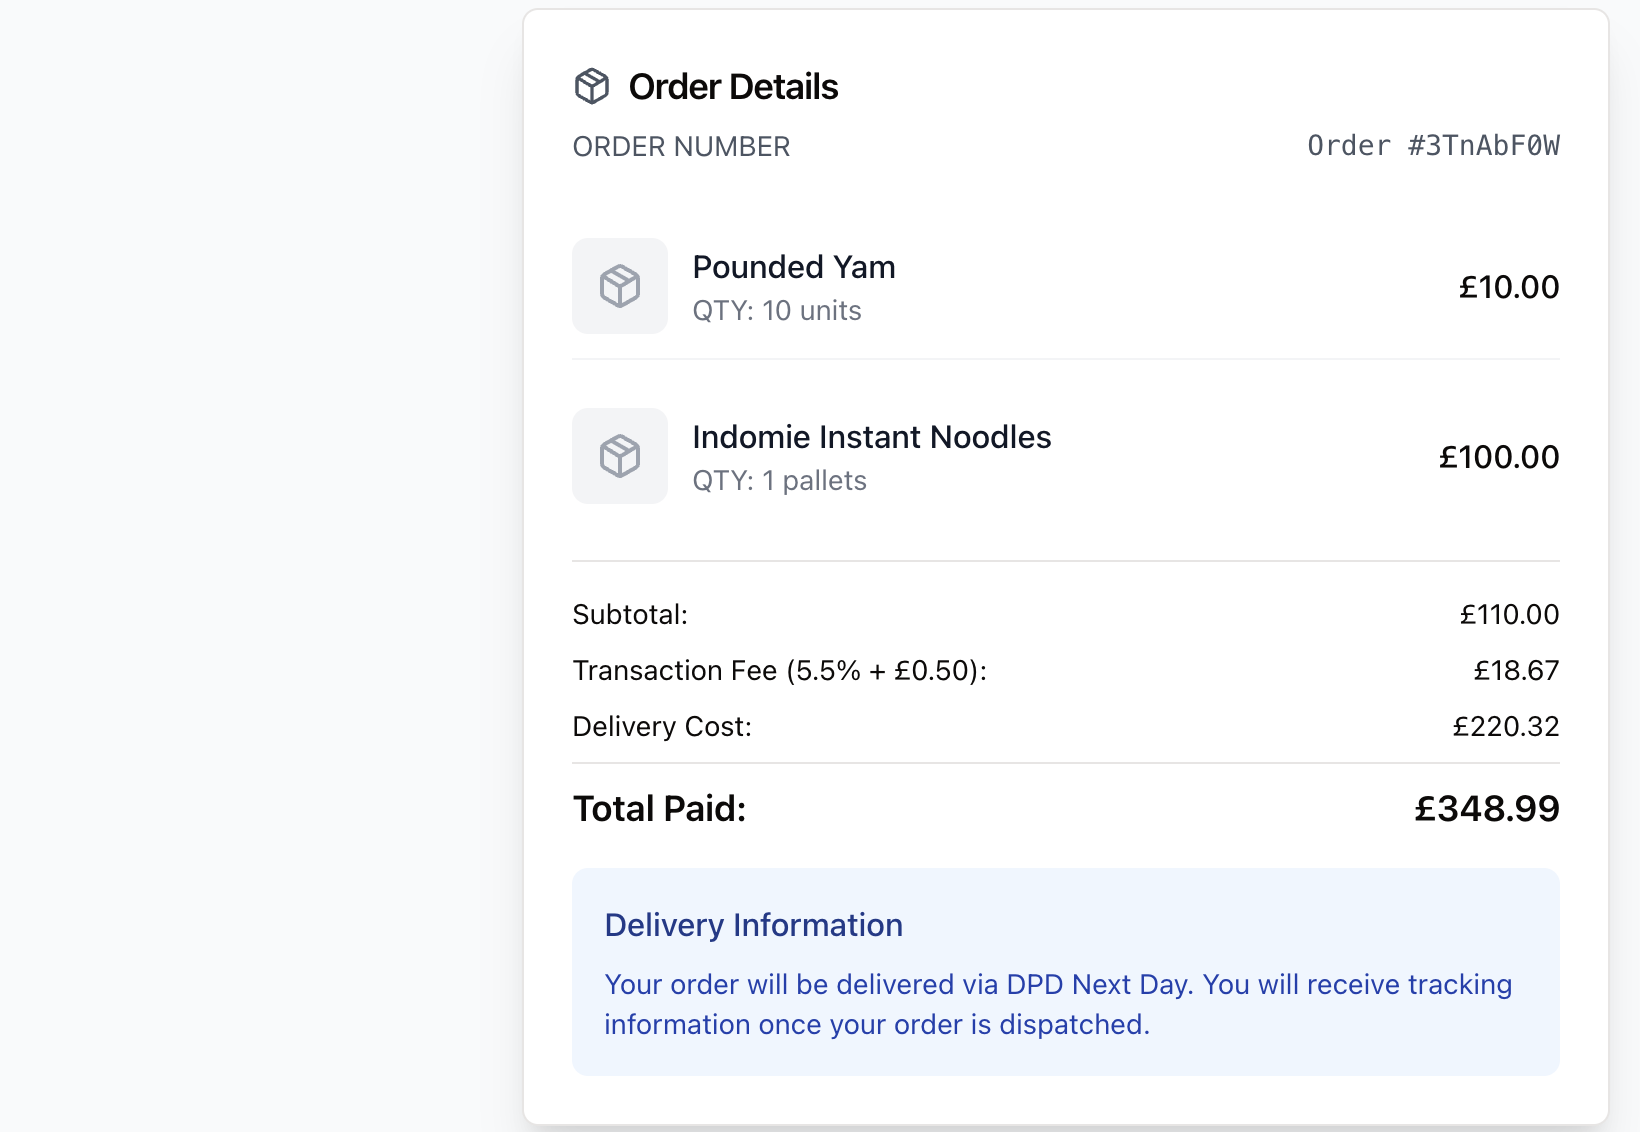 Order Details
ORDER NUMBER
Order #3TnAbF0W
Pounded Yam
QTY: 10 units
£10.00
Indomie Instant Noodles
QTY: 1 pallets
£100.00
Subtotal:
£110.00
Transaction Fee (5.5% + £0.50):
£18.67
Delivery Cost:
£220.32
Total Paid:
£348.99
Delivery Information
Your order will be delivered via DPD Next Day. You will receive tracking
information once your order is dispatched.